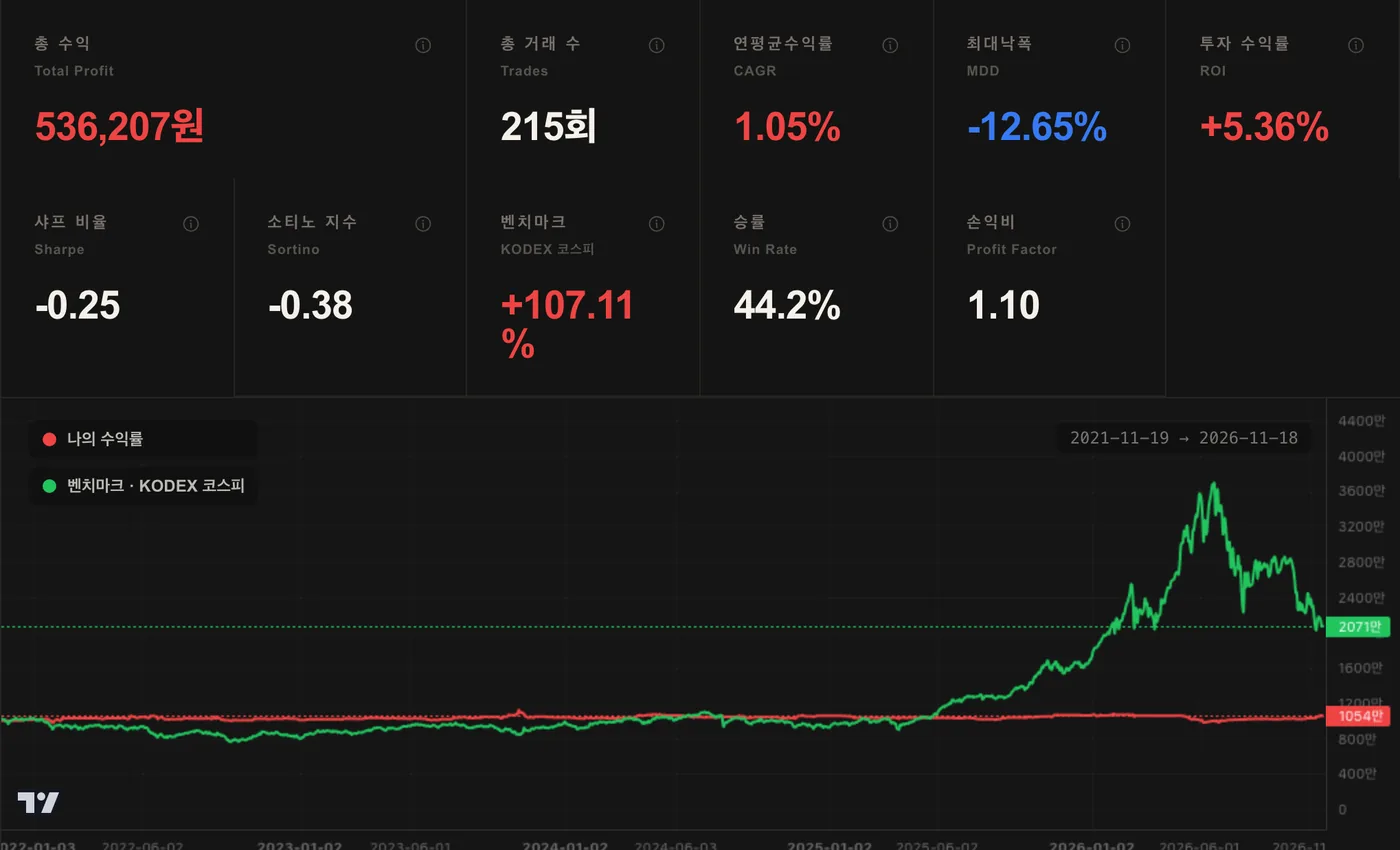 총 수익
Total Profit
536,207원
총 거래 수
Trades
215회
연평균수익률
CAGR
1.05%
최대낙폭
MDD
-12.65%
투자 수익률
ROI
+5.36%
샤프 비율
Sharpe
-0.25
소티노 지수
Sortino
-0.38
벤치마크
KODEX 코스피
+107.11
%
승률
Win Rate
44.2%
손익비
Profit Factor
1.10
나의 수익률
벤치마크 · KODEX 코스피
2021-11-19 → 2026-11-18
4400만
4000만
3600만
3200만
2800만
2400만
2071만
1600만
1200만
1054만
800만
400만
0
22-01-03
2022-06-02
2023-01-02
2023-06-01
2024-01-02
2024-06-03
2025-01-02
2025-06-02
2026-01-02
2026-06-01
2026-11